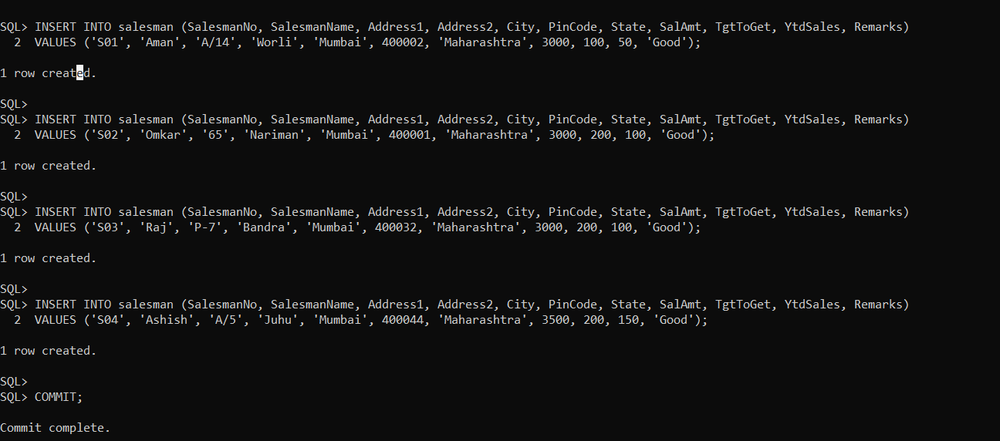 SQL> INSERT INTO salesman (SalesmanNo, SalesmanName, Address1, Address2, City, PinCode, State, SalAmt, TgtToGet, YtdSales, Remarks)
  2  VALUES ('S01', 'Aman', 'A/14', 'Worli', 'Mumbai', 400002, 'Maharashtra', 3000, 100, 50, 'Good');
1 row created.
SQL>
SQL> INSERT INTO salesman (SalesmanNo, SalesmanName, Address1, Address2, City, PinCode, State, SalAmt, TgtToGet, YtdSales, Remarks)
  2  VALUES ('S02', 'Omkar', '65', 'Nariman', 'Mumbai', 400001, 'Maharashtra', 3000, 200, 100, 'Good');
1 row created.
SQL>
SQL> INSERT INTO salesman (SalesmanNo, SalesmanName, Address1, Address2, City, PinCode, State, SalAmt, TgtToGet, YtdSales, Remarks)
  2  VALUES ('S03', 'Raj', 'P-7', 'Bandra', 'Mumbai', 400032, 'Maharashtra', 3000, 200, 100, 'Good');
1 row created.
SQL>
SQL> INSERT INTO salesman (SalesmanNo, SalesmanName, Address1, Address2, City, PinCode, State, SalAmt, TgtToGet, YtdSales, Remarks)
  2  VALUES ('S04', 'Ashish', 'A/5', 'Juhu', 'Mumbai', 400044, 'Maharashtra', 3500, 200, 150, 'Good');
1 row created.
SQL>
SQL> COMMIT;
Commit complete.